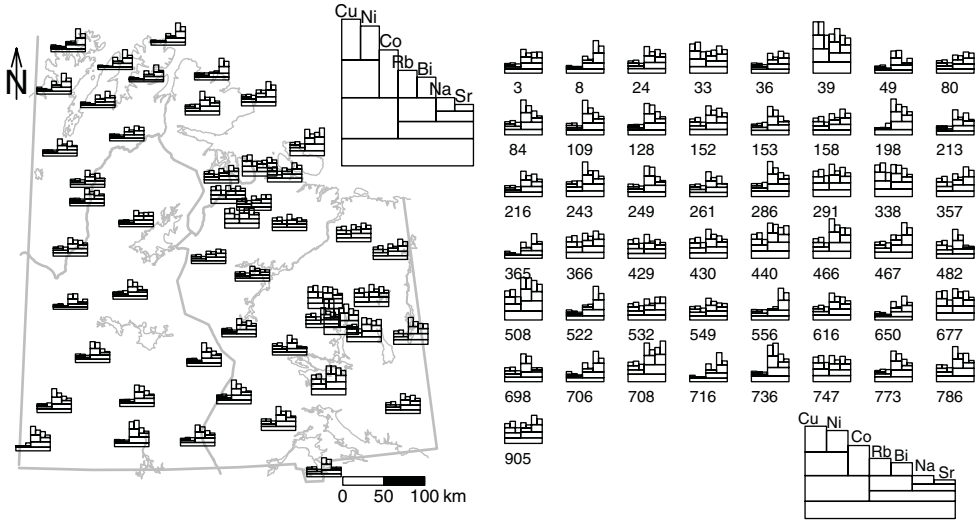 Cu Ni
Co
Rb Bi
Na Sr
N
0 50 100 km
3 8 24 33 36 39 49 80
84 109 128 152 153 158 198 213
216 243 249 261 286 291 338 357
365 366 429 430 440 466 467 482
508 522 532 549 556 616 650 677
698 706 708 716 736 747 773 786
905
Cu Ni
Co
Rb Bi
Na Sr